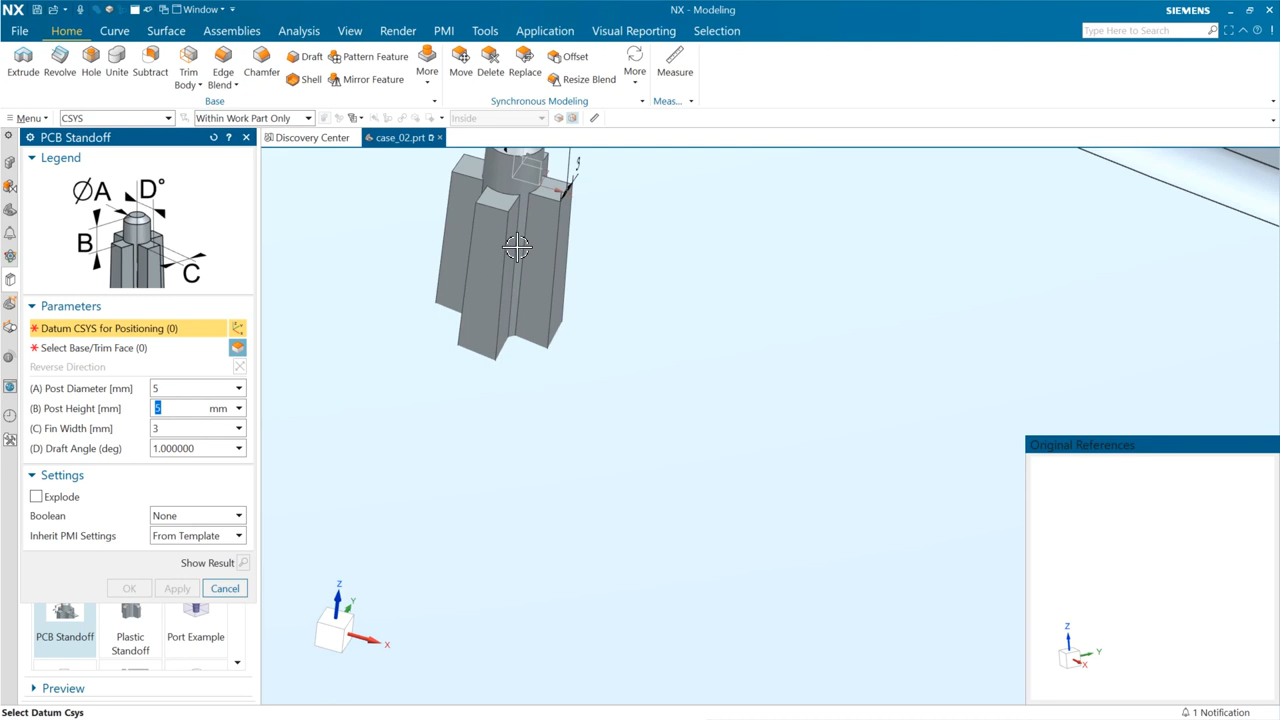 NX
Window
NX - Modeling
SIEMENS
File
Home
Curve
Surface
Assemblies
Analysis
View
Render
PMI
Tools
Application
Visual Reporting
Selection
Type Here to Search
Extrude
Revolve
Hole
Unite
Subtract
Trim
Body
Edge
Blend
Chamfer
Draft
Shell
Pattern Feature
Mirror Feature
More
Move
Delete
Replace
Offset
Resize Blend
More
Measure
Base
Synchronous Modeling
Meas...
Menu
CSYS
Within Work Part Only
Inside
PCB Standoff
Discovery Center
case_02.prt
Legend
ØA
D°
B
C
Parameters
* Datum CSYS for Positioning (0)
* Select Base/Trim Face (0)
Reverse Direction
(A) Post Diameter [mm]
5
(B) Post Height [mm]
5 mm
(C) Fin Width [mm]
3
(D) Draft Angle (deg)
1.000000
Settings
Explode
Boolean
None
Inherit PMI Settings
From Template
Show Result
OK
Apply
Cancel
PCB Standoff
Plastic
Standoff
Port Example
Preview
Z
Y
X
Original References
Z
Y
X
Select Datum Csys
1 Notification